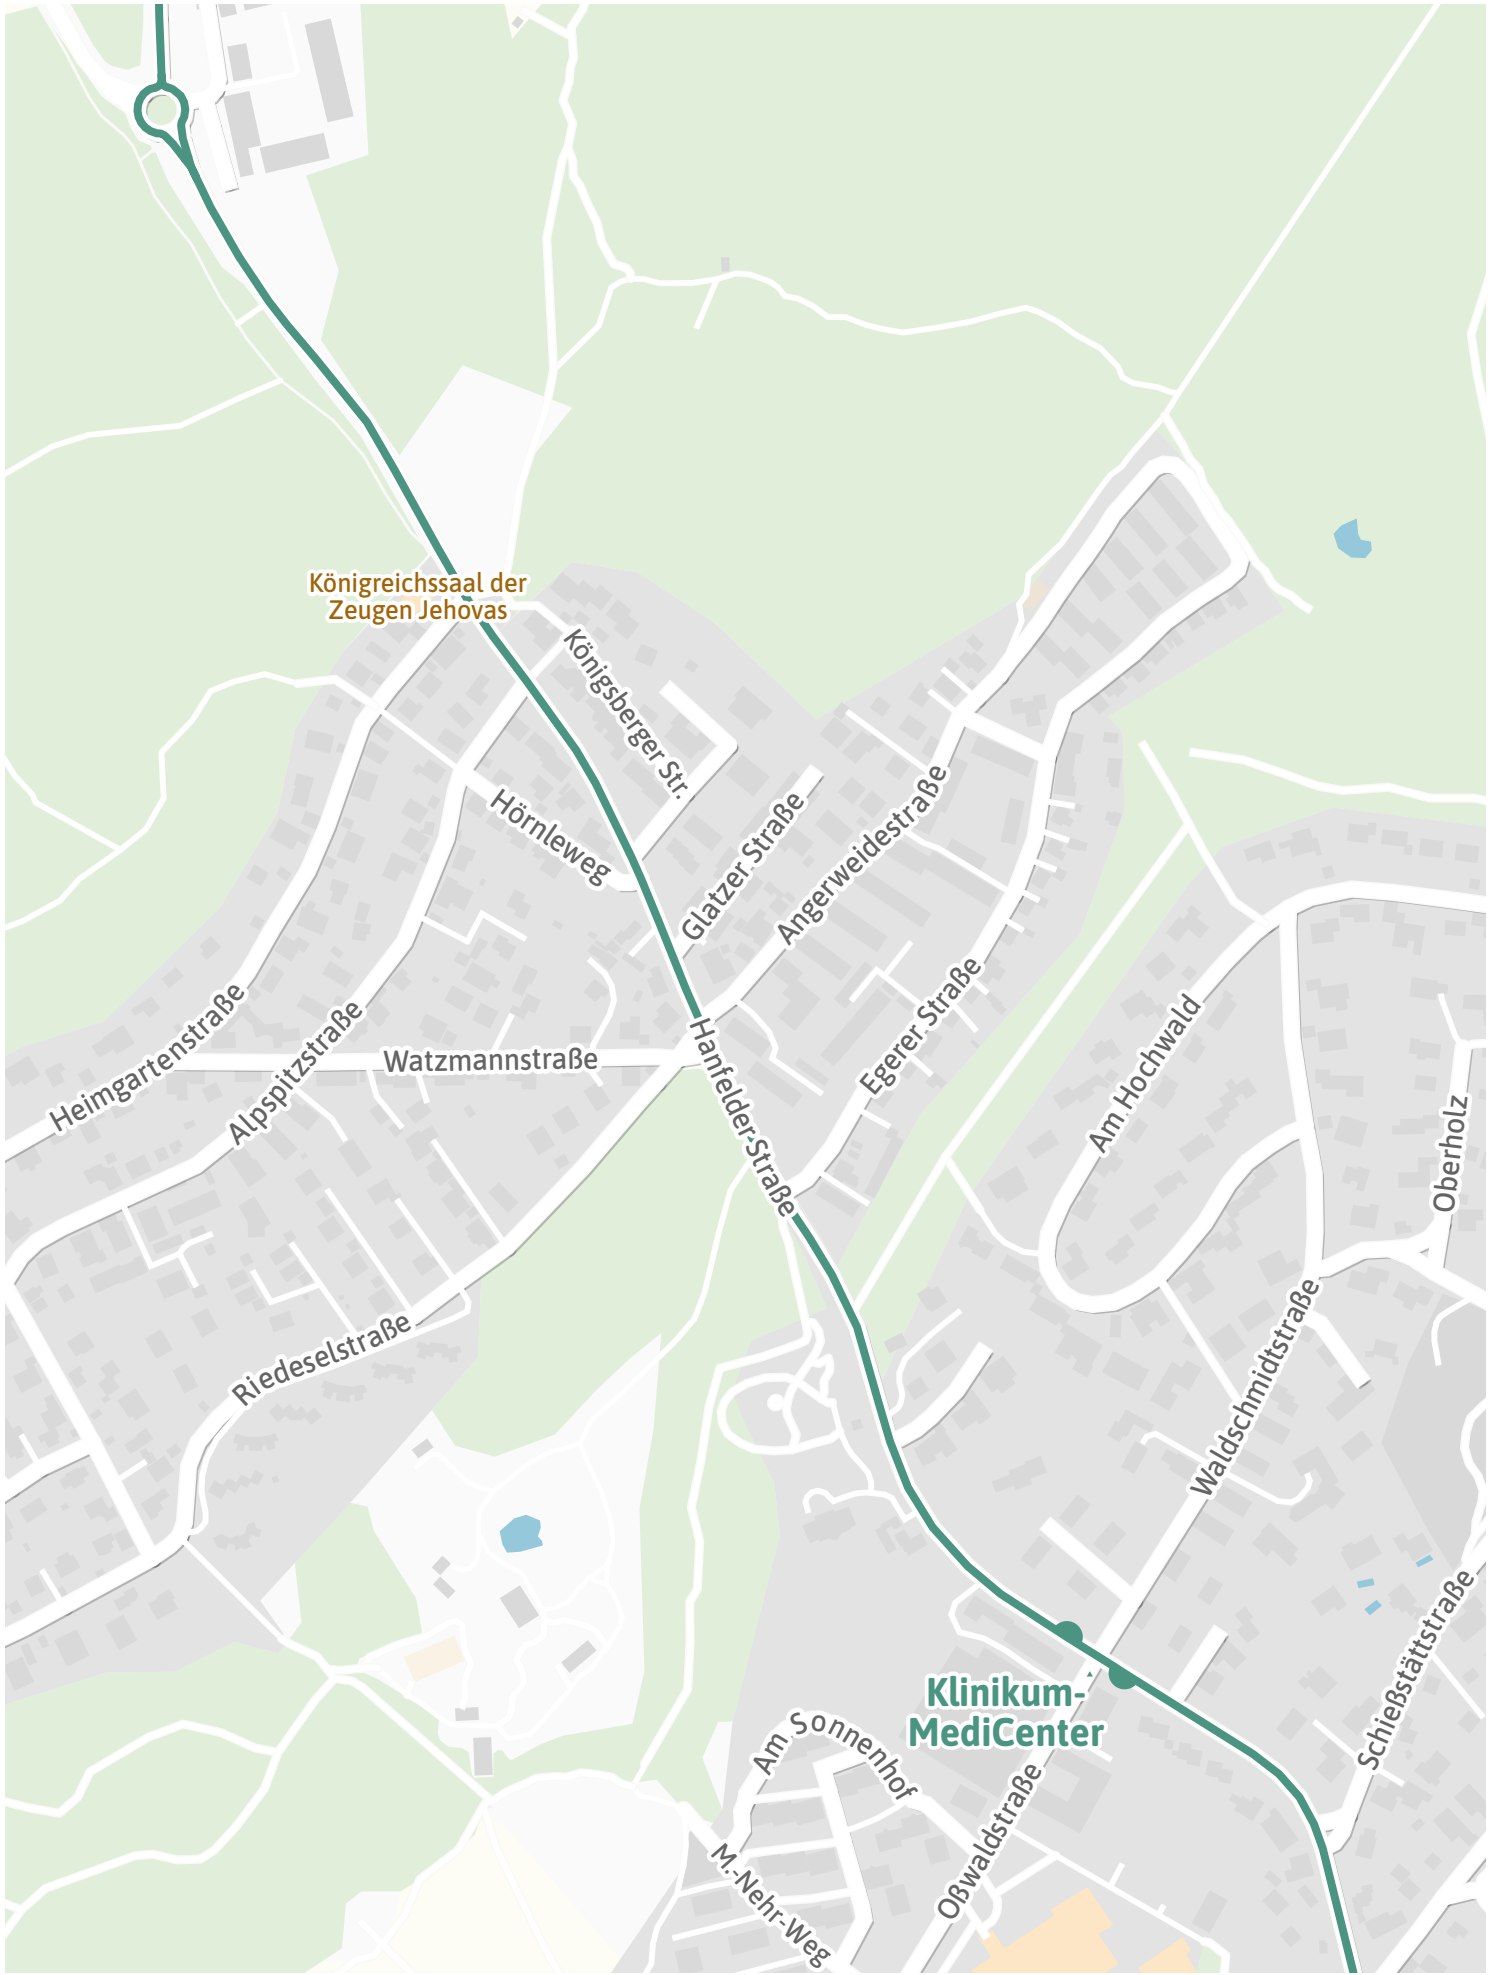 Königreichssaal der
Zeugen Jehovas
Königsberger Str.
Hörnleweg
Glatzer Straße
Angerweidestraße
Egerer Straße
Heimgartenstraße
Alpspitzstraße
Watzmannstraße
Hanfelder Straße
Am Hochwald
Oberholz
Riedeselstraße
Waldschmidtstraße
Schießstättstraße
Klinikum-
MediCenter
Am Sonnenhof
Oßwaldstraße
M.-Nehr-Weg